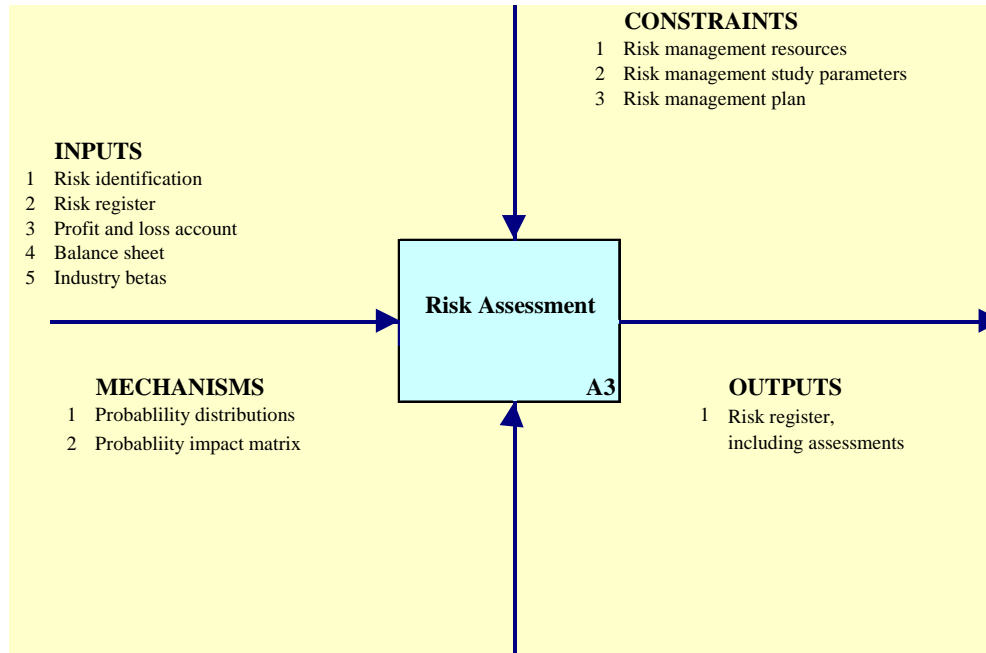 CONSTRAINTS
1 Risk management resources
2 Risk management study parameters
3 Risk management plan
INPUTS
1 Risk identification
2 Risk register
3 Profit and loss account
4 Balance sheet
5 Industry betas
Risk Assessment
A3
MECHANISMS
1 Probablility distributions
2 Probabliity impact matrix
OUTPUTS
1 Risk register,
including assessments